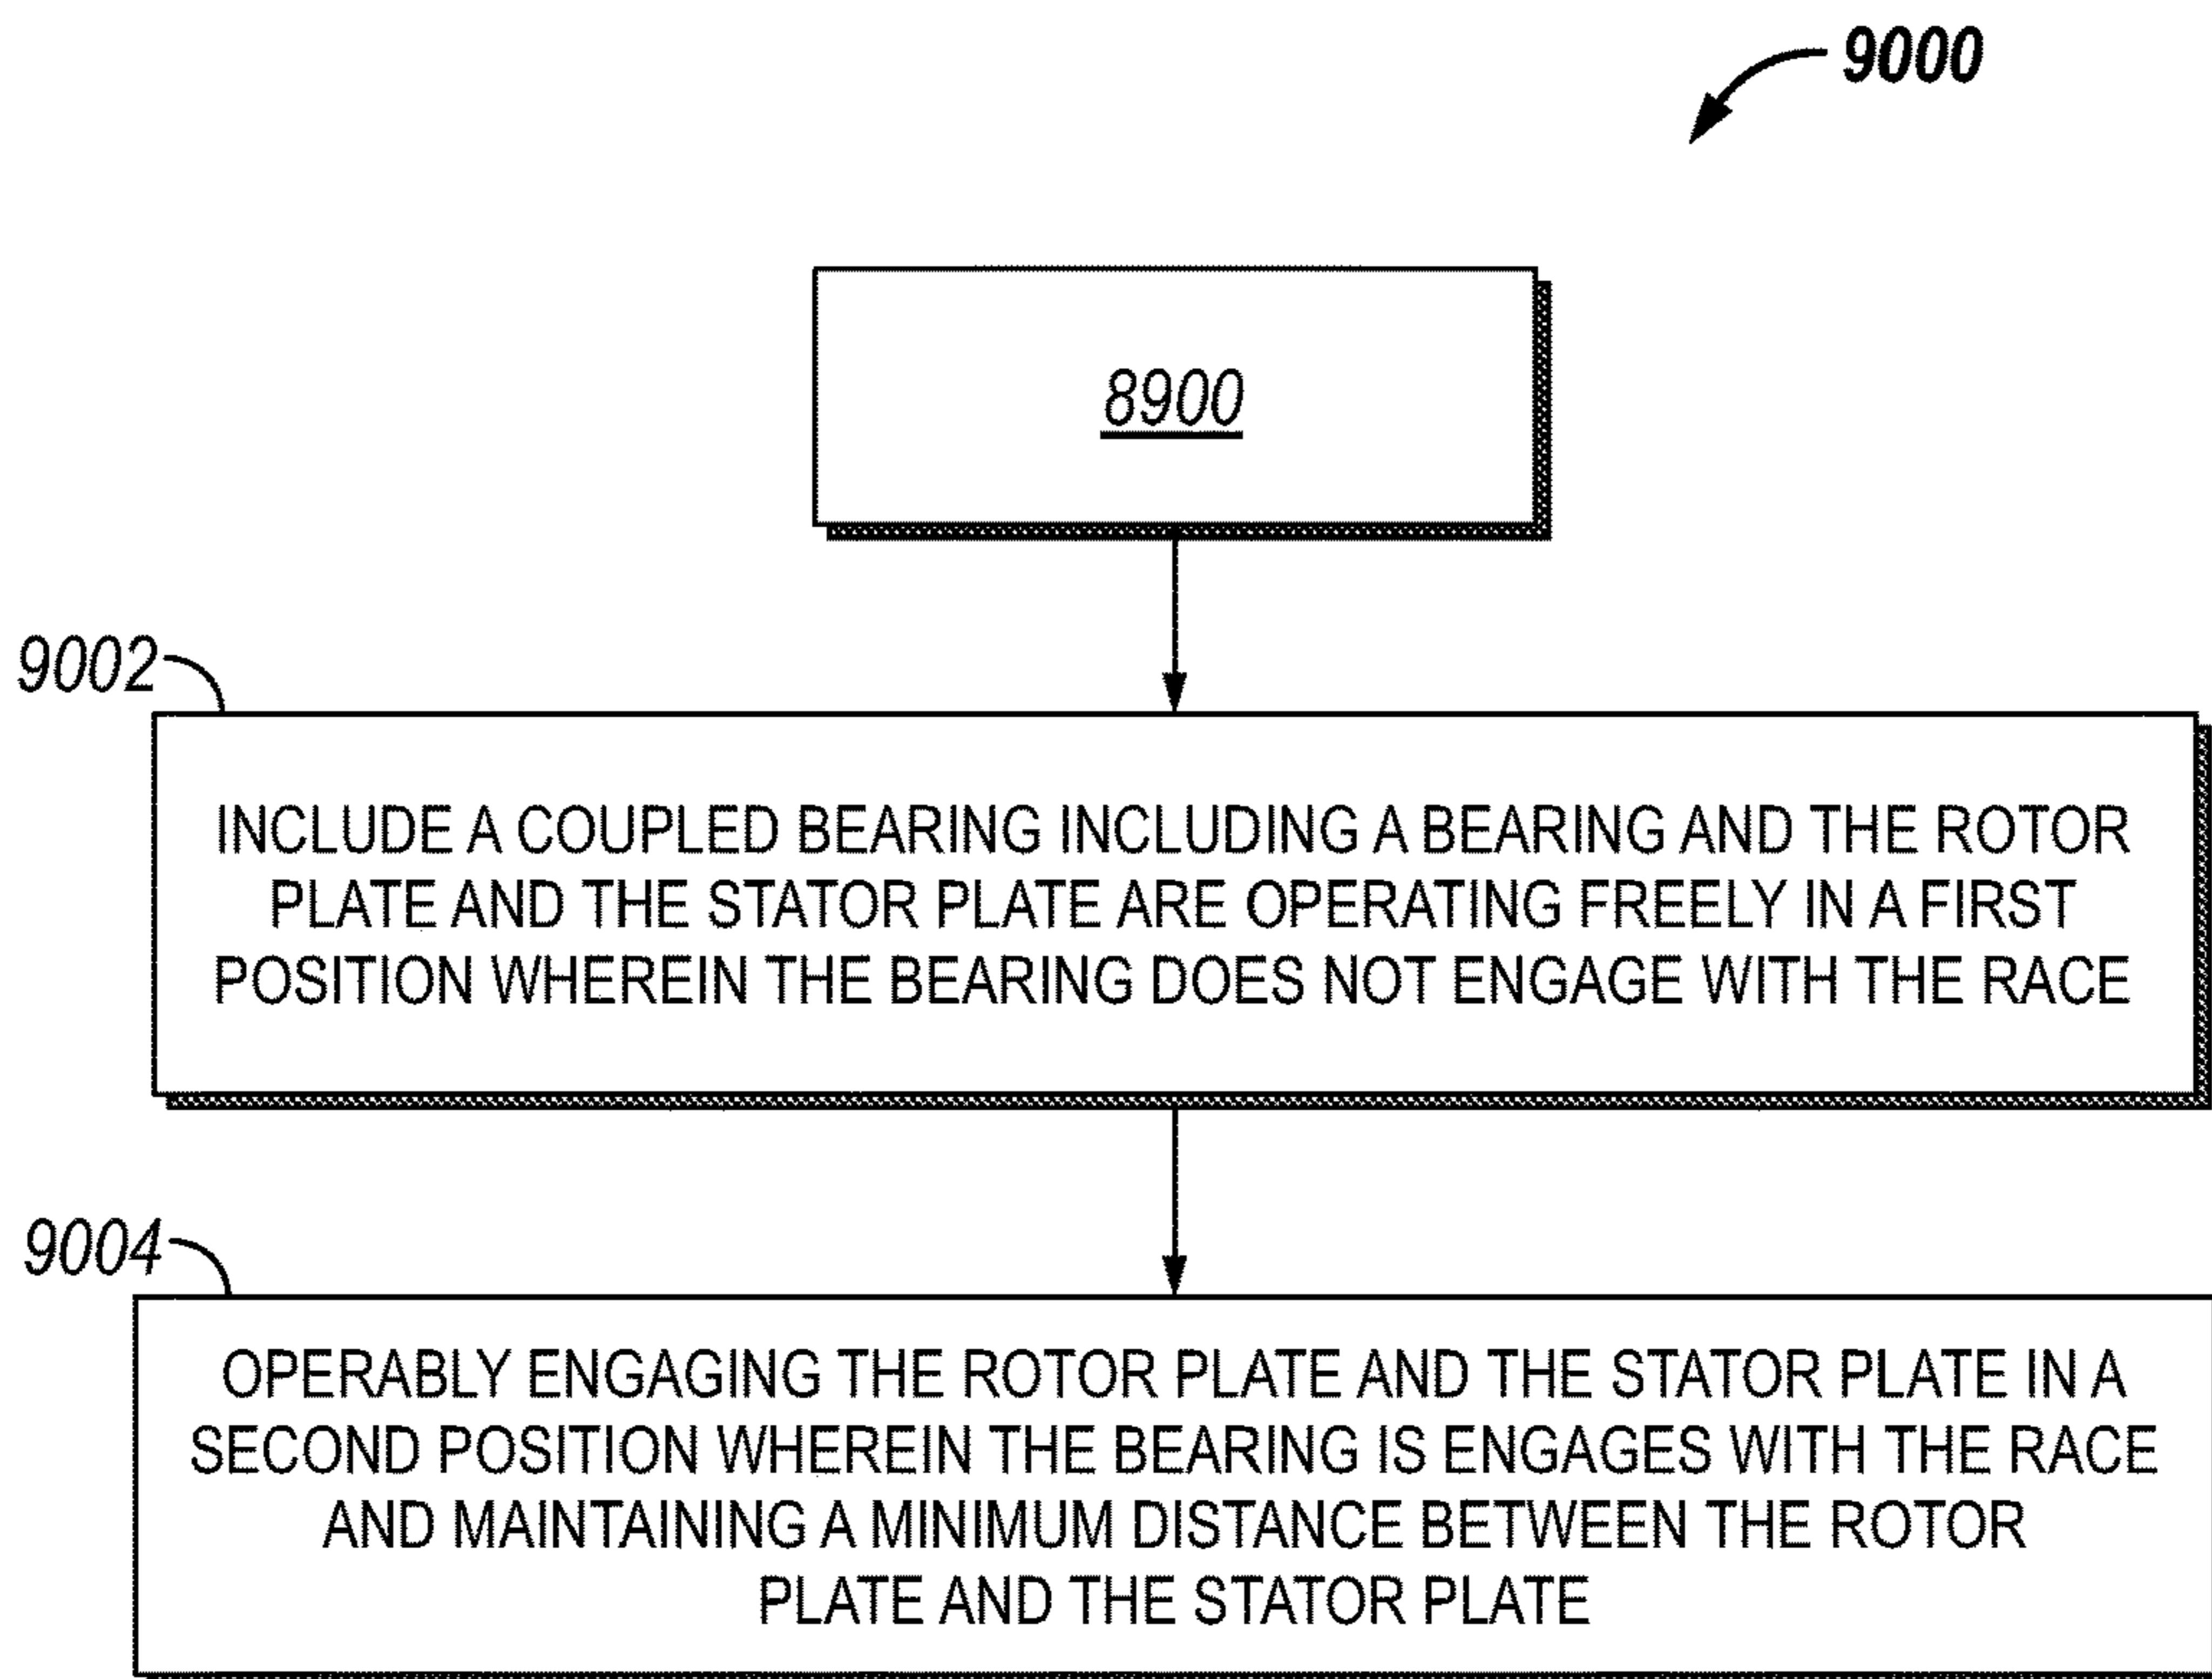 9000
8900
9002
INCLUDE A COUPLED BEARING INCLUDING A BEARING AND THE ROTOR
PLATE AND THE STATOR PLATE ARE OPERATING FREELY IN A FIRST
POSITION WHEREIN THE BEARING DOES NOT ENGAGE WITH THE RACE
9004
OPERABLY ENGAGING THE ROTOR PLATE AND THE STATOR PLATE IN A
SECOND POSITION WHEREIN THE BEARING IS ENGAGES WITH THE RACE
AND MAINTAINING A MINIMUM DISTANCE BETWEEN THE ROTOR
PLATE AND THE STATOR PLATE